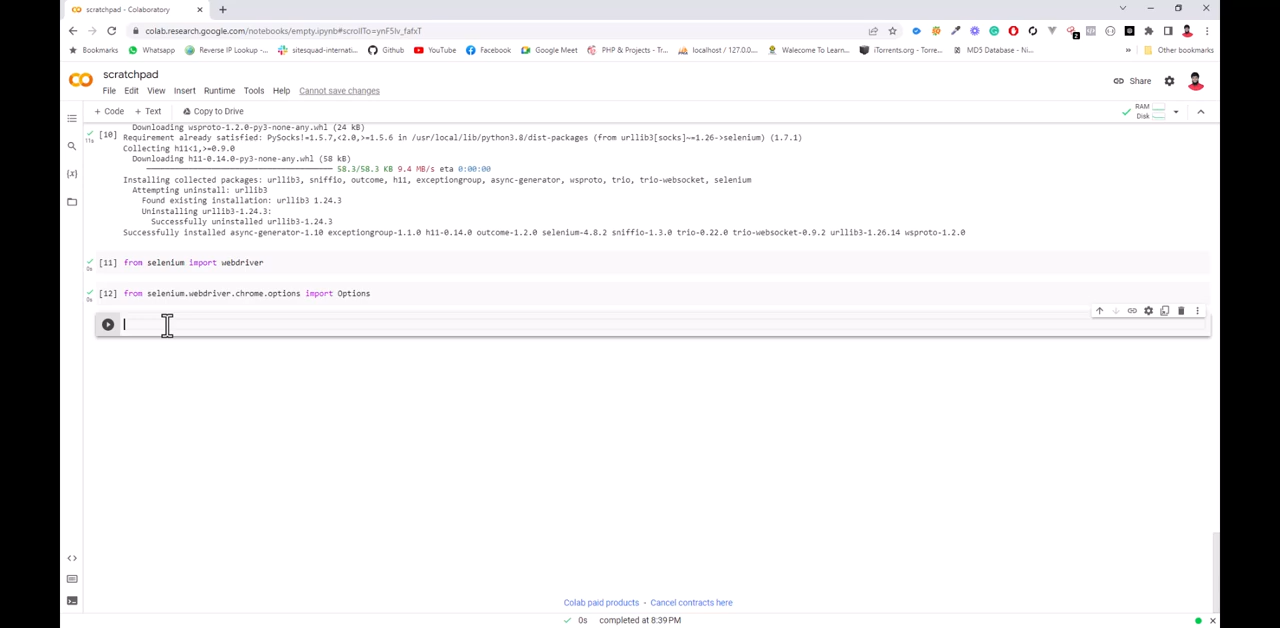 scratchpad - Colaboratory
colab.research.google.com/notebooks/empty.ipynb#scrollTo=ynF5Iv_fafxT
Bookmarks Whatsapp Reverse IP Lookup -... sitesquad-internati... Github YouTube Facebook Google Meet PHP & Projects - Tra... localhost / 127.0.0.... Walcome To Learn... iTorrents.org - Torre... MD5 Database - Ni... » Other bookmarks
scratchpad
File Edit View Insert Runtime Tools Help Cannot save changes
Share
+ Code + Text Copy to Drive
RAM
Disk
Downloading wsproto-1.2.0-py3-none-any.whl (24 kB)
[10] Requirement already satisfied: PySocks!=1.5.7,<2.0,>=1.5.6 in /usr/local/lib/python3.8/dist-packages (from urllib3[socks]~=1.26->selenium) (1.7.1)
11s
Collecting h11<1,>=0.9.0
Downloading h11-0.14.0-py3-none-any.whl (58 kB)
58.3/58.3 KB 9.4 MB/s eta 0:00:00
Installing collected packages: urllib3, sniffio, outcome, h11, exceptiongroup, async-generator, wsproto, trio, trio-websocket, selenium
Attempting uninstall: urllib3
Found existing installation: urllib3 1.24.3
Uninstalling urllib3-1.24.3:
Successfully uninstalled urllib3-1.24.3
Successfully installed async-generator-1.10 exceptiongroup-1.1.0 h11-0.14.0 outcome-1.2.0 selenium-4.8.2 sniffio-1.3.0 trio-0.22.0 trio-websocket-0.9.2 urllib3-1.26.14 wsproto-1.2.0
[11] from selenium import webdriver
0s
[12] from selenium.webdriver.chrome.options import Options
0s
Colab paid products - Cancel contracts here
0s completed at 8:39 PM